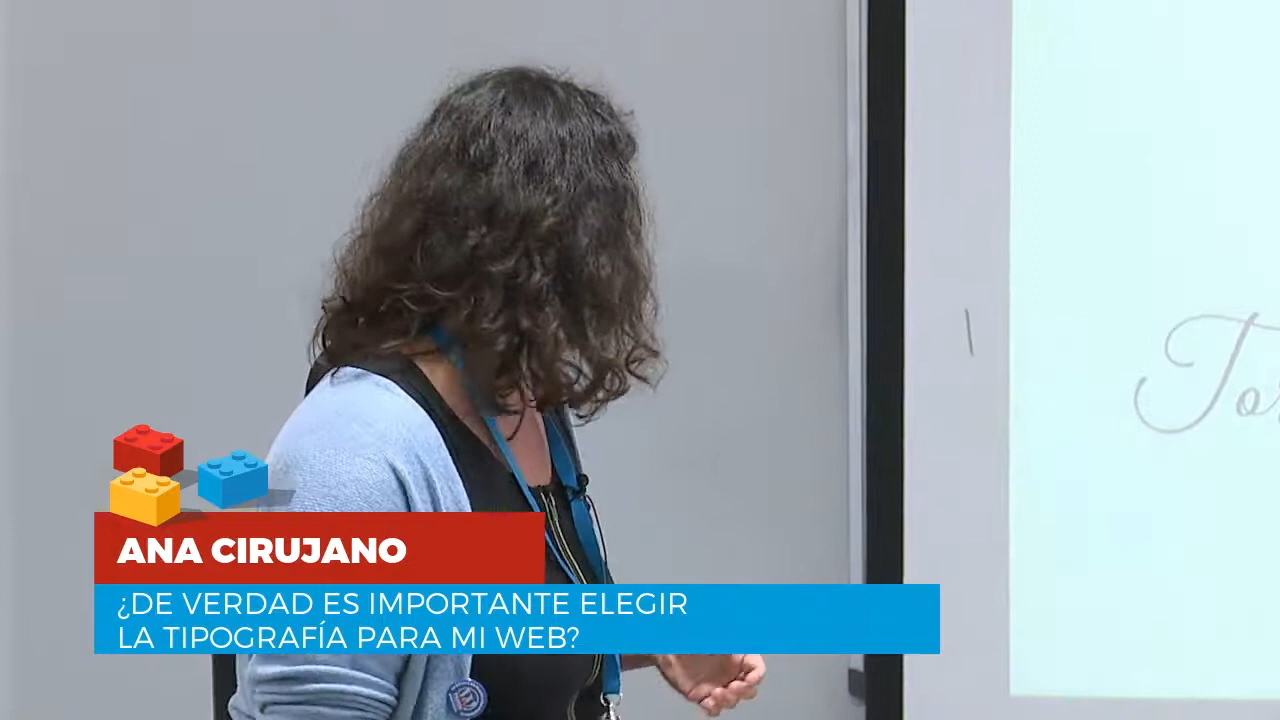 ANA CIRUJANO
¿DE VERDAD ES IMPORTANTE ELEGIR
LA TIPOGRAFÍA PARA MI WEB?